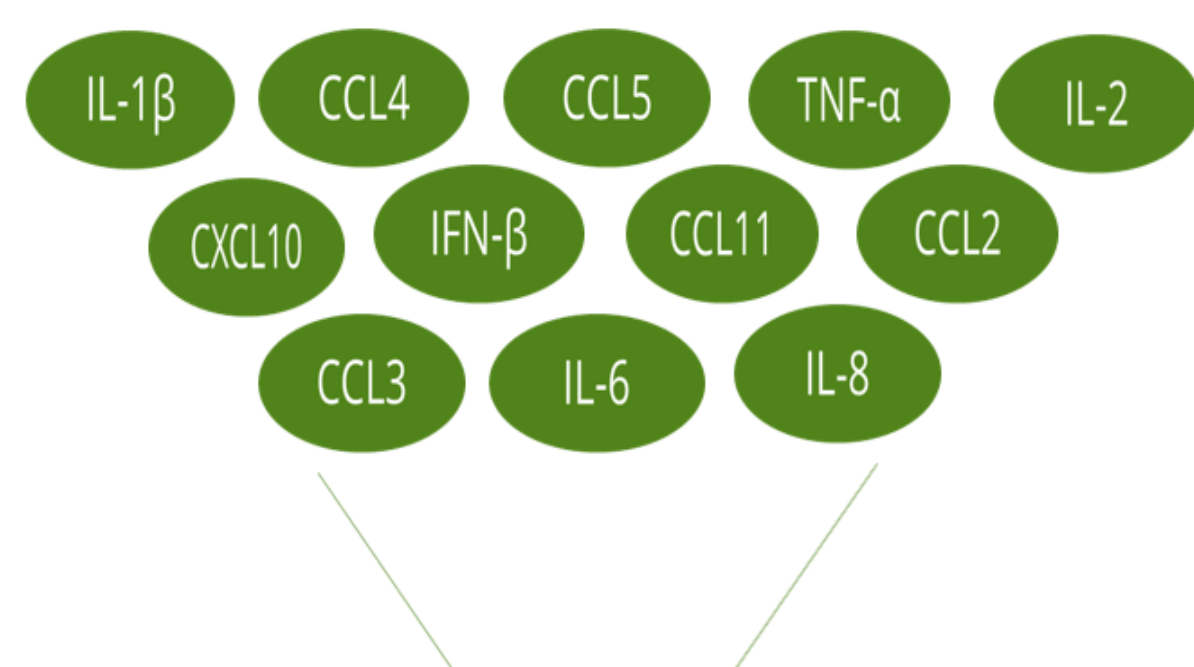 IL-1β
CCL4
CCL5
TNF-α
IL-2
CXCL10
IFN-β
CCL11
CCL2
CCL3
IL-6
IL-8